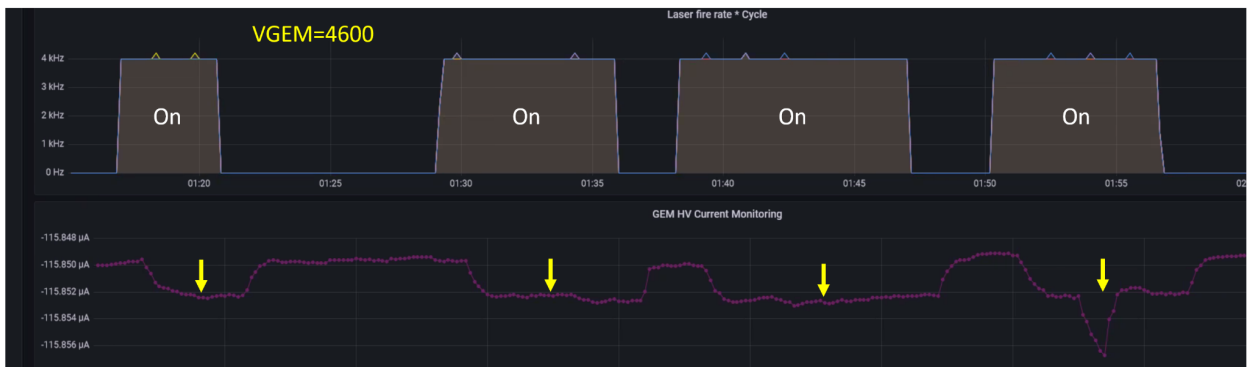 Laser fire rate * Cycle
VGEM=4600
4 kHz
3 kHz
2 kHz
1 kHz
0 Hz
On On On On
01:20 01:25 01:30 01:35 01:40 01:45 01:50 01:55 02
GEM HV Current Monitoring
-115.848 μA
-115.850 μA
-115.852 μA
-115.854 μA
-115.856 μA